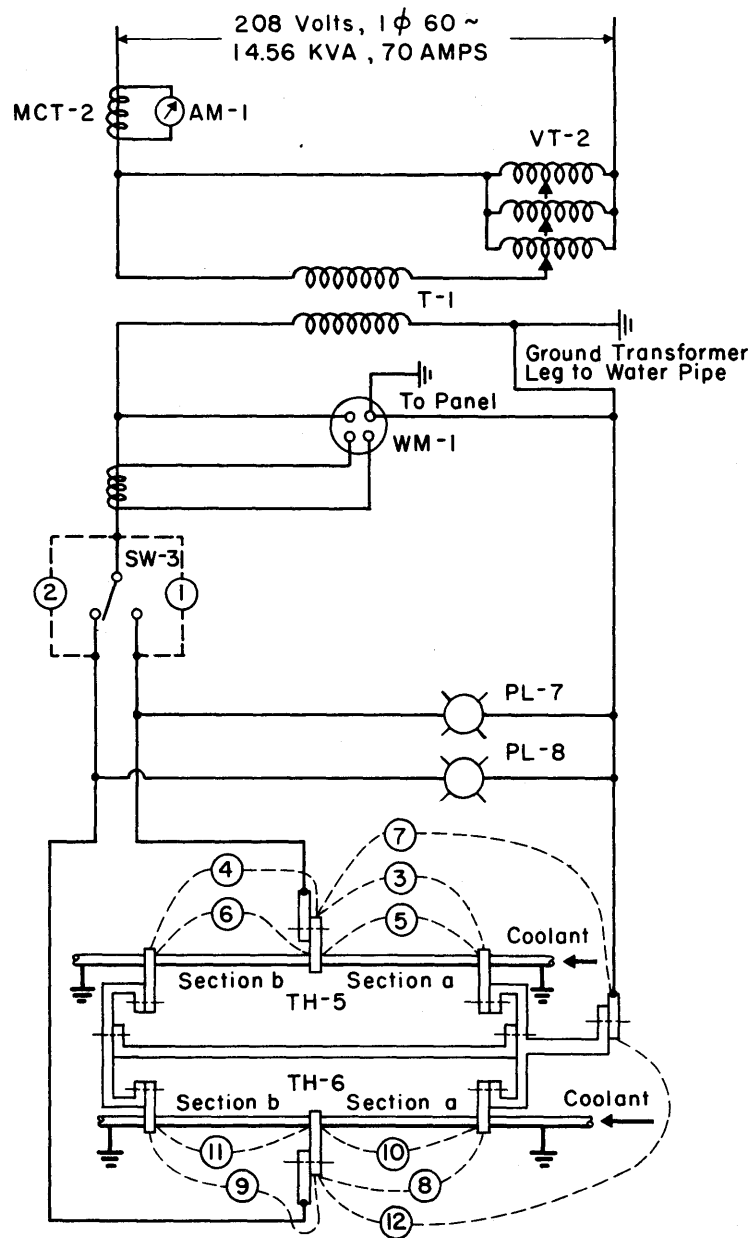 208 Volts, 1ϕ 60 ~
14.56 KVA, 70 AMPS
MCT-2
AM-1
VT-2
T-1
Ground Transformer
Leg to Water Pipe
To Panel
WM-1
SW-3
2
1
PL-7
PL-8
7
4
3
6
5
Coolant
Section b
Section a
TH-5
TH-6
Section b
Section a
Coolant
11
10
9
8
12